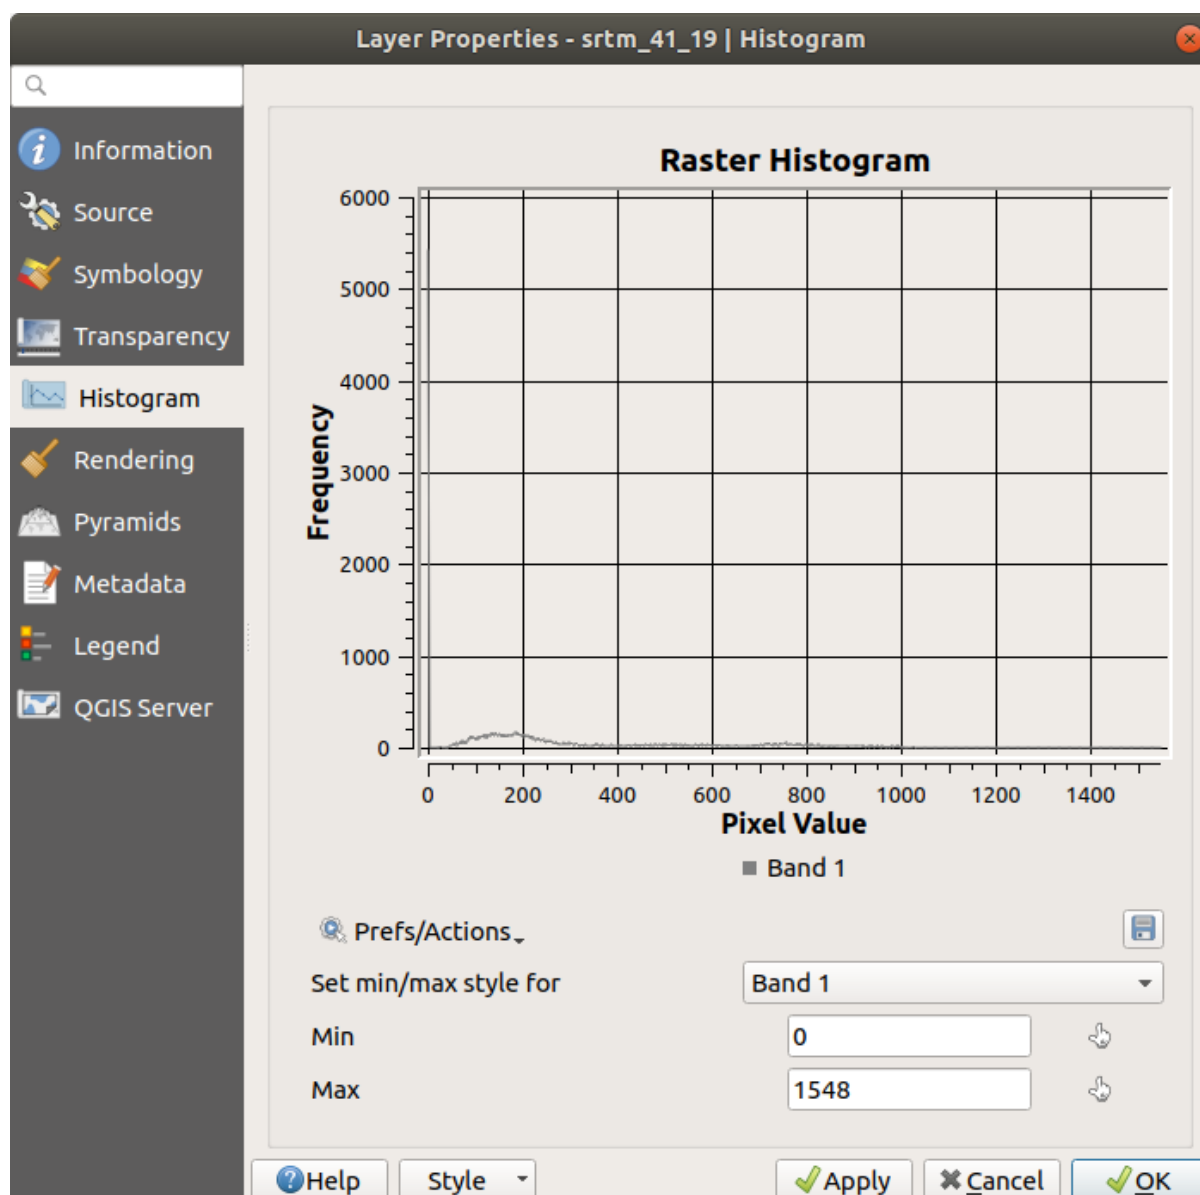 Layer Properties - srtm_41_19 | Histogram
Information
Source
Symbology
Transparency
Histogram
Rendering
Pyramids
Metadata
Legend
QGIS Server
Raster Histogram
6000
5000
4000
3000
2000
1000
0
Frequency
0 200 400 600 800 1000 1200 1400
Pixel Value
Band 1
Prefs/Actions
Set min/max style for Band 1
Min 0
Max 1548
Help Style Apply Cancel OK